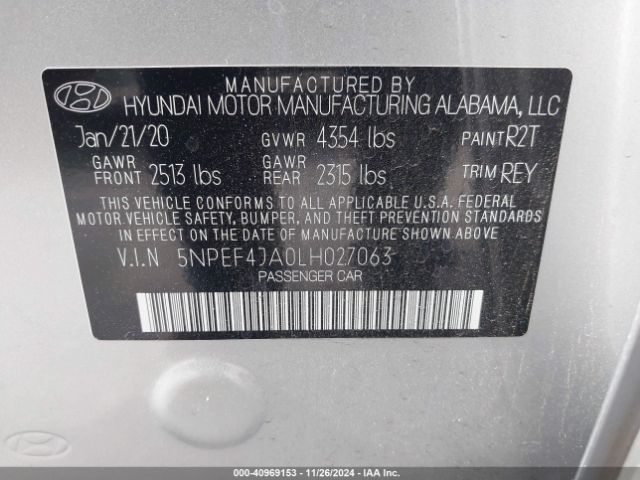 MANUFACTURED BY
HYUNDAI MOTOR MANUFACTURING ALABAMA, LLC
Jan/21/20 GVWR 4354 lbs PAINT R2T
GAWR FRONT 2513 lbs GAWR REAR 2315 lbs TRIM REY
THIS VEHICLE CONFORMS TO ALL APPLICABLE U.S.A. FEDERAL
MOTOR VEHICLE SAFETY, BUMPER, AND THEFT PREVENTION STANDARDS
IN EFFECT ON THE DATE OF MANUFACTURE SHOWN ABOVE.
V.I.N 5NPEF4JA0LH027063
PASSENGER CAR
000-40969153 - 11/26/2024 - IAA Inc.